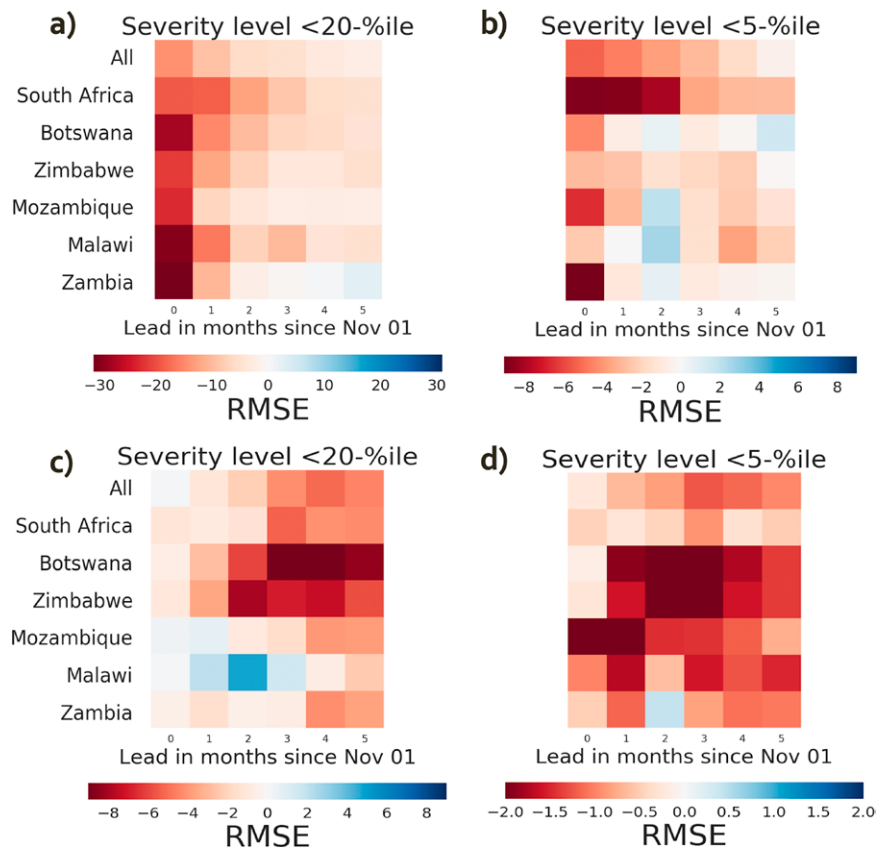 a) Severity level <20-%ile
All
South Africa
Botswana
Zimbabwe
Mozambique
Malawi
Zambia
0 1 2 3 4 5
Lead in months since Nov 01
−30 −20 −10 0 10 20 30
RMSE
b) Severity level <5-%ile
0 1 2 3 4 5
Lead in months since Nov 01
−8 −6 −4 −2 0 2 4 6 8
RMSE
c) Severity level <20-%ile
All
South Africa
Botswana
Zimbabwe
Mozambique
Malawi
Zambia
0 1 2 3 4 5
Lead in months since Nov 01
−8 −6 −4 −2 0 2 4 6 8
RMSE
d) Severity level <5-%ile
0 1 2 3 4 5
Lead in months since Nov 01
−2.0 −1.5 −1.0 −0.5 0.0 0.5 1.0 1.5 2.0
RMSE